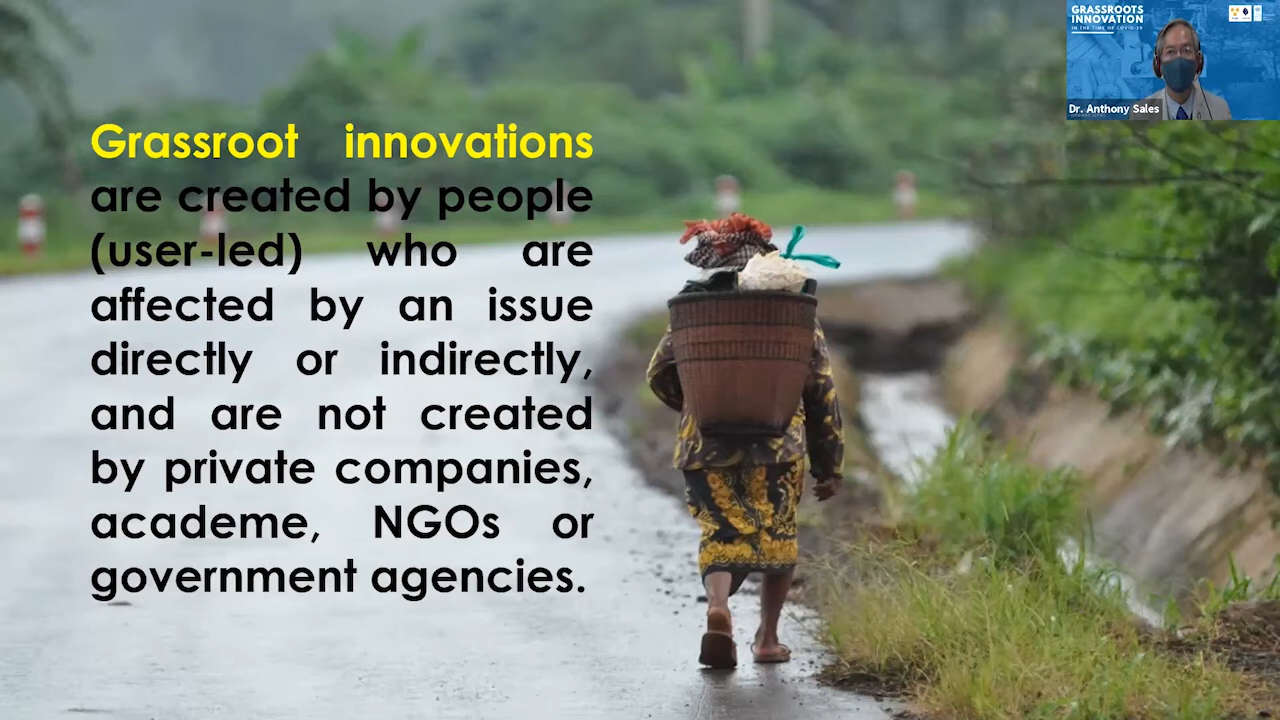 GRASSROOTS
INNOVATION
IN THE TIME OF COVID-19
Dr. Anthony Sales
Grassroot innovations
are created by people
(user-led) who are
affected by an issue
directly or indirectly,
and are not created
by private companies,
academe, NGOs or
government agencies.